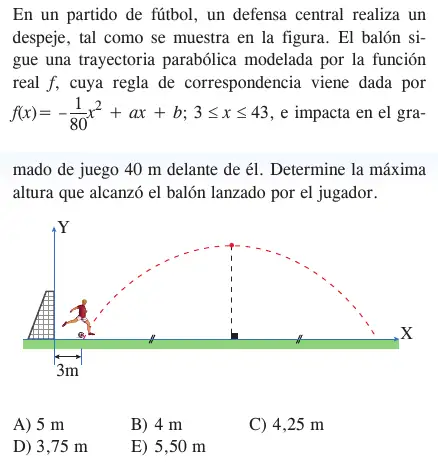 En un partido de fútbol, un defensa central realiza un
despeje, tal como se muestra en la figura. El balón si-
gue una trayectoria parabólica modelada por la función
real f, cuya regla de correspondencia viene dada por
f(x) = -1/80x² + ax + b; 3 ≤ x ≤ 43, e impacta en el gra-
mado de juego 40 m delante de él. Determine la máxima
altura que alcanzó el balón lanzado por el jugador.
Y
X
3m
A) 5 m B) 4 m C) 4,25 m
D) 3,75 m E) 5,50 m